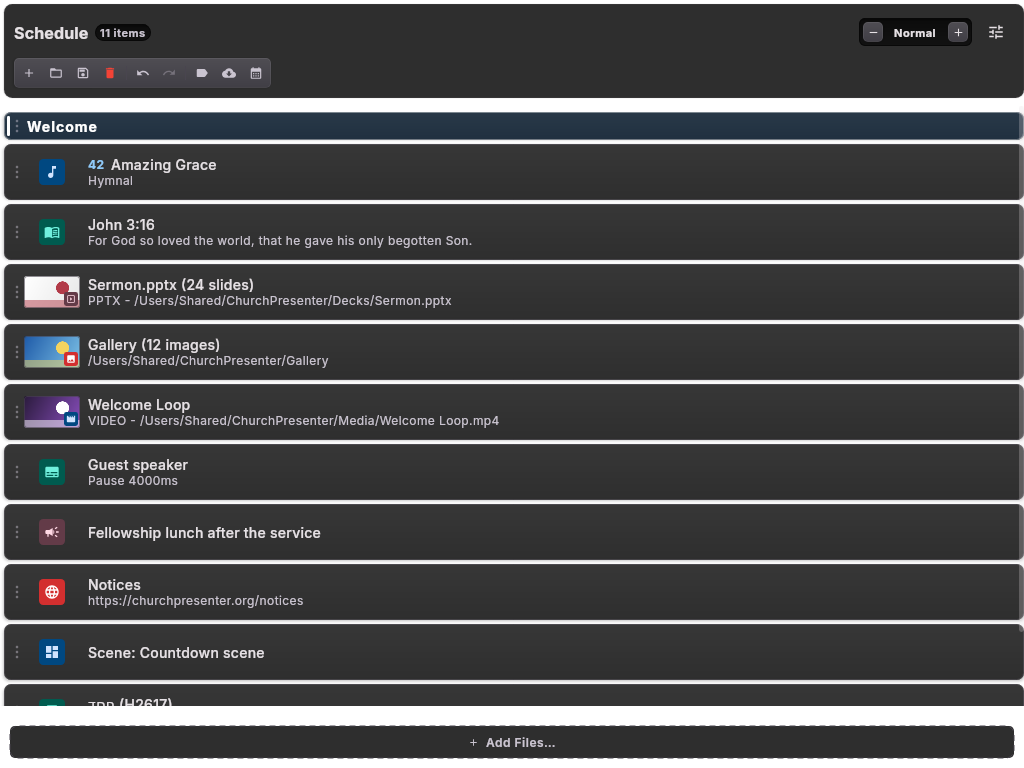 Schedule 11 items
− Normal +
Welcome
42 Amazing Grace
Hymnal
John 3:16
For God so loved the world, that he gave his only begotten Son.
Sermon.pptx (24 slides)
PPTX - /Users/Shared/ChurchPresenter/Decks/Sermon.pptx
Gallery (12 images)
/Users/Shared/ChurchPresenter/Gallery
Welcome Loop
VIDEO - /Users/Shared/ChurchPresenter/Media/Welcome Loop.mp4
Guest speaker
Pause 4000ms
Fellowship lunch after the service
Notices
https://churchpresenter.org/notices
Scene: Countdown scene
(H2617)
+ Add Files...